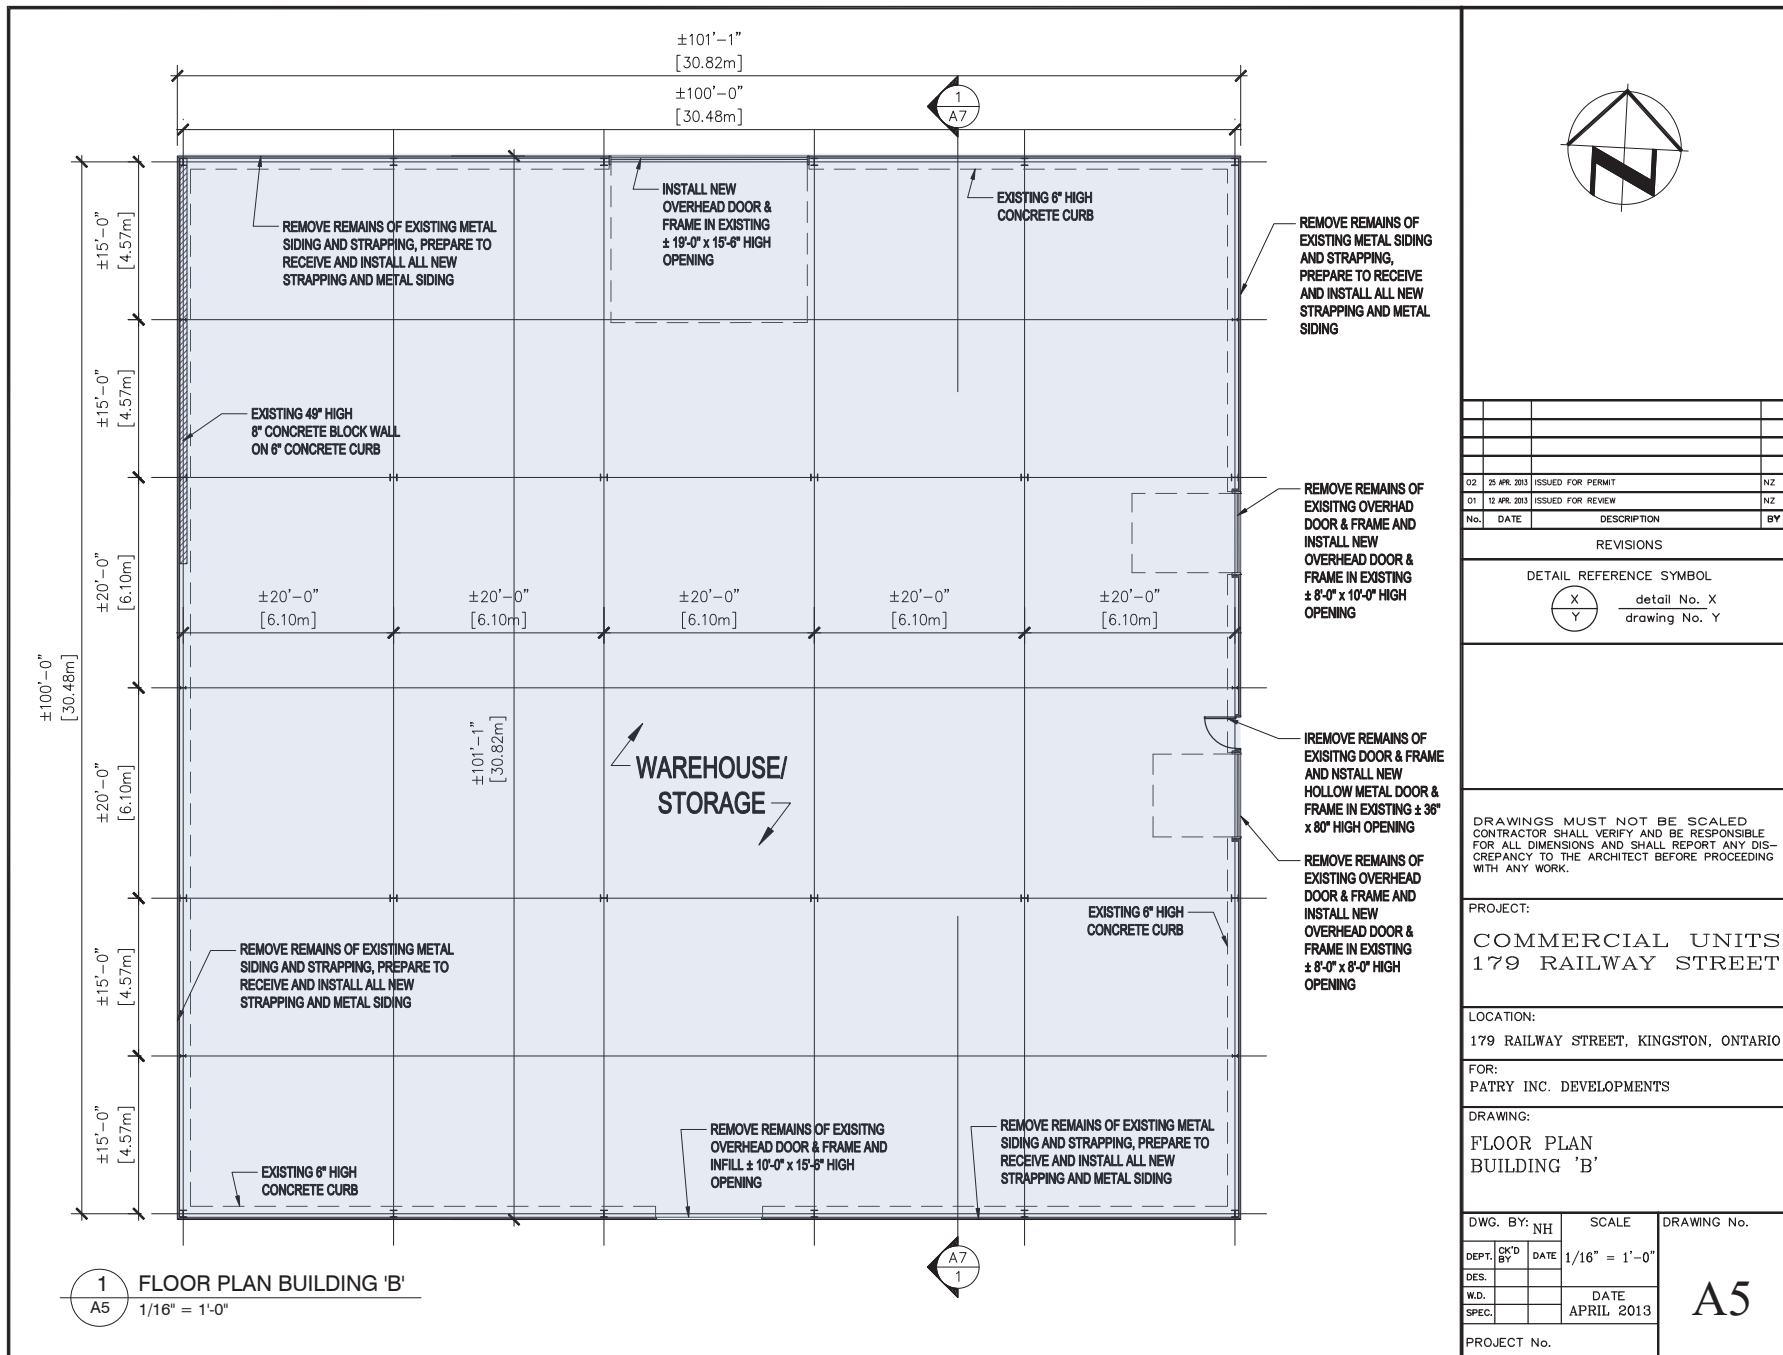 ±101'-1"
[30.82m]
±100'-0"
[30.48m]
1
A7
INSTALL NEW
OVERHEAD DOOR &
FRAME IN EXISTING
± 19'-0" x 15'-6" HIGH
OPENING
EXISTING 6" HIGH
CONCRETE CURB
REMOVE REMAINS OF EXISTING METAL
SIDING AND STRAPPING, PREPARE TO
RECEIVE AND INSTALL ALL NEW
STRAPPING AND METAL SIDING
REMOVE REMAINS OF
EXISTING METAL SIDING
AND STRAPPING,
PREPARE TO RECEIVE
AND INSTALL ALL NEW
STRAPPING AND METAL
SIDING
±15'-0"
[4.57m]
±15'-0"
[4.57m]
±20'-0"
[6.10m]
±100'-0"
[30.48m]
±20'-0"
[6.10m]
±15'-0"
[4.57m]
±15'-0"
[4.57m]
EXISTING 49" HIGH
8" CONCRETE BLOCK WALL
ON 6" CONCRETE CURB
REMOVE REMAINS OF
EXISITNG OVERHAD
DOOR & FRAME AND
INSTALL NEW
OVERHEAD DOOR &
FRAME IN EXISTING
± 8'-0" x 10'-0" HIGH
OPENING
±20'-0"
[6.10m]
±20'-0"
[6.10m]
±20'-0"
[6.10m]
±20'-0"
[6.10m]
±20'-0"
[6.10m]
±101'-1"
[30.82m]
WAREHOUSE/
STORAGE
IREMOVE REMAINS OF
EXISITNG DOOR & FRAME
AND NSTALL NEW
HOLLOW METAL DOOR &
FRAME IN EXISTING ± 36"
x 80" HIGH OPENING
REMOVE REMAINS OF
EXISTING OVERHEAD
DOOR & FRAME AND
INSTALL NEW
OVERHEAD DOOR &
FRAME IN EXISTING
± 8'-0" x 8'-0" HIGH
OPENING
EXISTING 6" HIGH
CONCRETE CURB
REMOVE REMAINS OF EXISTING METAL
SIDING AND STRAPPING, PREPARE TO
RECEIVE AND INSTALL ALL NEW
STRAPPING AND METAL SIDING
REMOVE REMAINS OF EXISITNG
OVERHEAD DOOR & FRAME AND
INFILL ± 10'-0" x 15'-6" HIGH
OPENING
REMOVE REMAINS OF EXISTING METAL
SIDING AND STRAPPING, PREPARE TO
RECEIVE AND INSTALL ALL NEW
STRAPPING AND METAL SIDING
EXISTING 6" HIGH
CONCRETE CURB
A7
1
1
A5
FLOOR PLAN BUILDING 'B'
1/16" = 1'-0"
N
02 25 APR. 2013 ISSUED FOR PERMIT NZ
01 12 APR. 2013 ISSUED FOR REVIEW NZ
No. DATE DESCRIPTION BY
REVISIONS
DETAIL REFERENCE SYMBOL
X
Y
detail No. X
drawing No. Y
DRAWINGS MUST NOT BE SCALED
CONTRACTOR SHALL VERIFY AND BE RESPONSIBLE
FOR ALL DIMENSIONS AND SHALL REPORT ANY DIS-
CREPANCY TO THE ARCHITECT BEFORE PROCEEDING
WITH ANY WORK.
PROJECT:
COMMERCIAL UNITS
179 RAILWAY STREET
LOCATION:
179 RAILWAY STREET, KINGSTON, ONTARIO
FOR:
PATRY INC. DEVELOPMENTS
DRAWING:
FLOOR PLAN
BUILDING 'B'
DWG. BY: NH SCALE DRAWING No.
DEPT. CK'D BY DATE 1/16" = 1'-0"
DES.
W.D. DATE
SPEC. APRIL 2013
A5
PROJECT No.